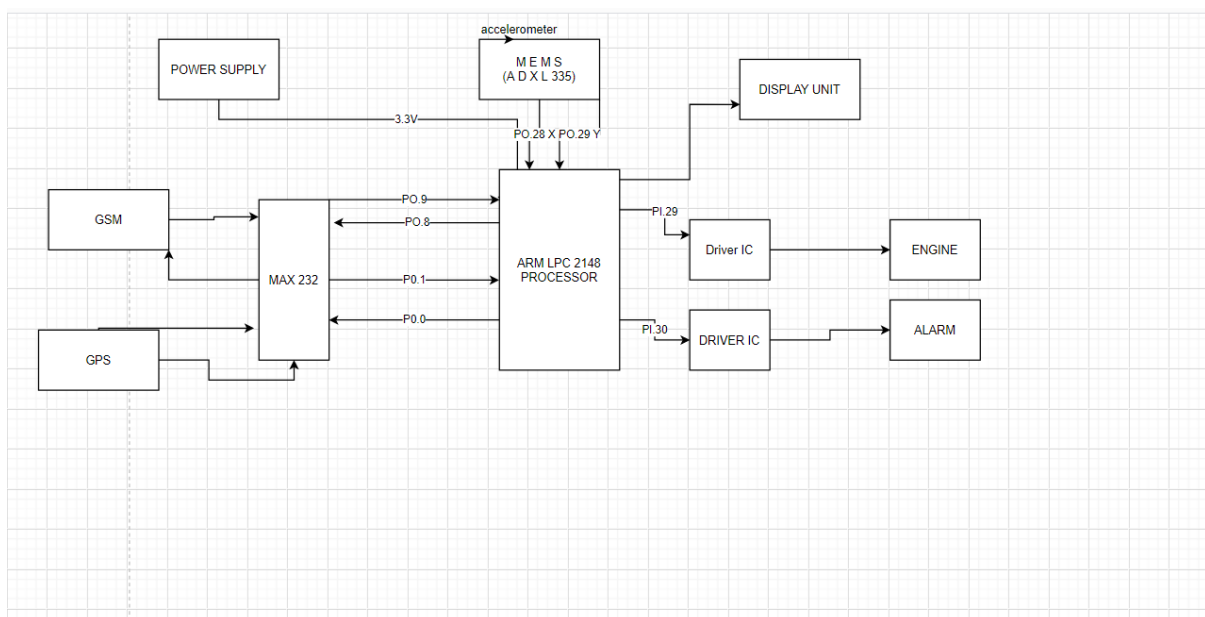 accelerometer
POWER SUPPLY
M E M S
(A D X L 335)
DISPLAY UNIT
3.3V
PO.28 X PO.29 Y
GSM
PO.9
PO.8
PI.29
MAX 232
P0.1
ARM LPC 2148
PROCESSOR
Driver IC
ENGINE
P0.0
PI.30
DRIVER IC
ALARM
GPS